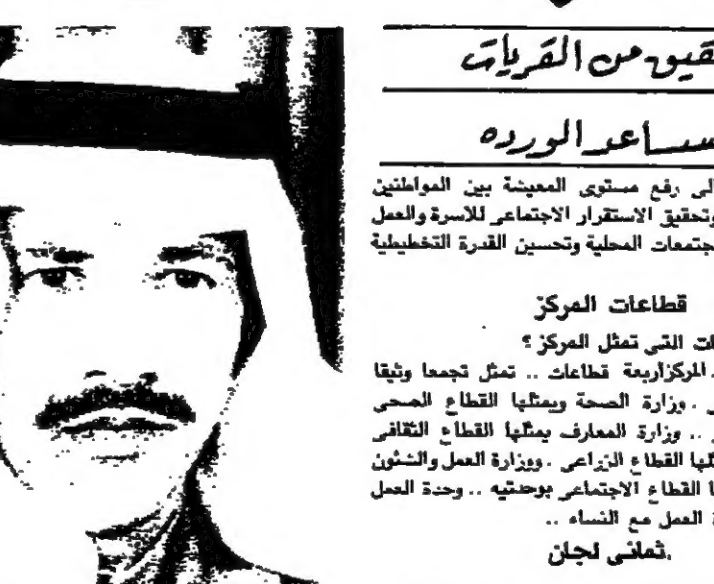 قيق من القريات
ساعد الورده
لى رفع مستوى المعيشة بين المواطنين
وتحقيق الاستقرار الاجتماعى للاسرة والعمل
جتمعات المحلية وتحسين القدرة التخطيطية
قطاعات المركز
ات التى تمثل المركز ؟
المركزاربعة قطاعات .. تمثل تجمعا وثيقا
. وزارة الصحة ويمثلها القطاع الصحى
.. وزارة المعارف يمثلها القطاع الثقافى
ثلها القطاع الزراعى . ووزارة العمل والشئون
ا القطاع الاجتماعى بوحدتيه .. وحدة العمل
ة العمل مع النساء ..
.ثمانى لجان